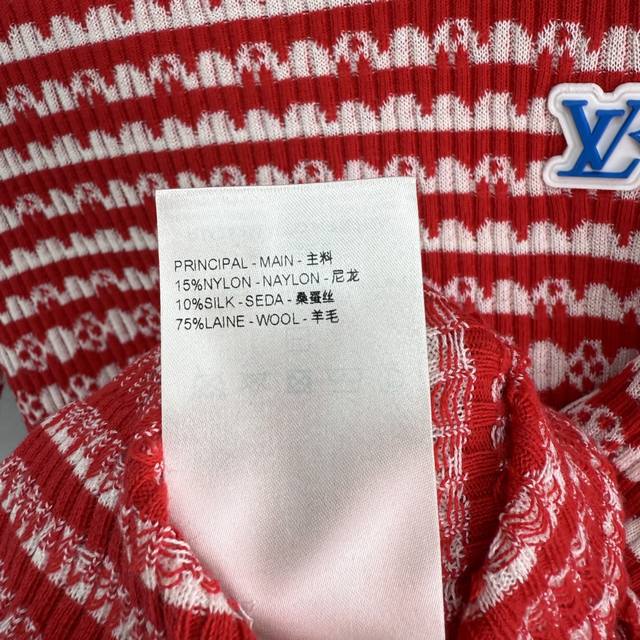 LV
PRINCIPAL - MAIN - 主料
15%NYLON - NAYLON - 尼龙
10%SILK - SEDA - 桑蚕丝
75%LAINE - WOOL - 羊毛